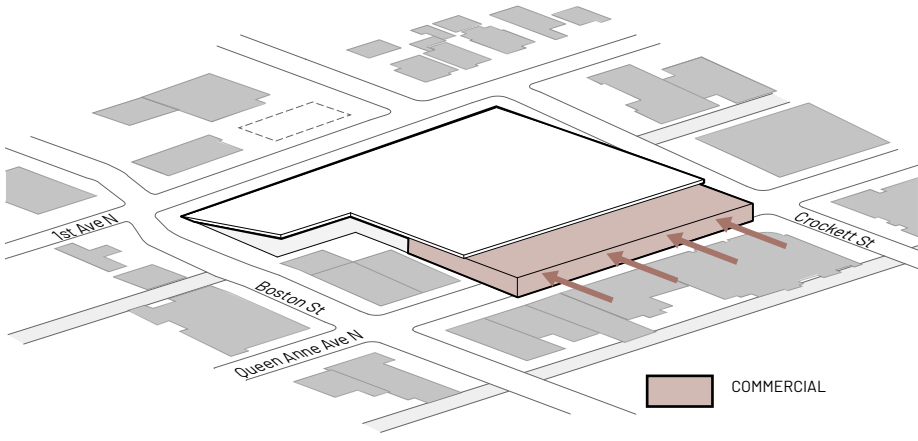 1st Ave N
Crockett St
Boston St
Queen Anne Ave N
COMMERCIAL